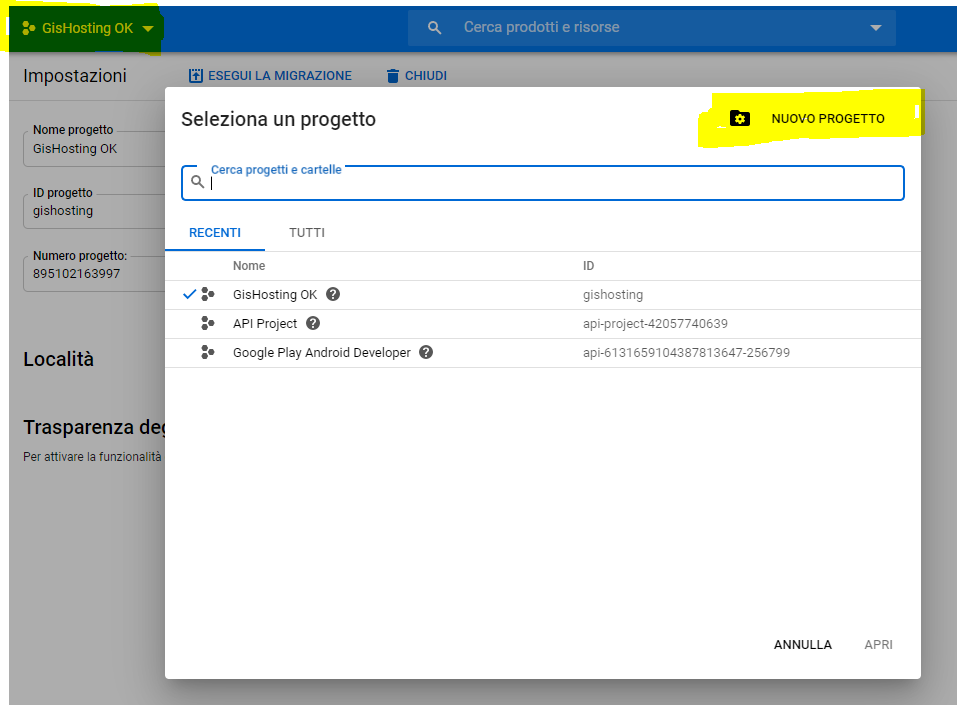 GisHosting OK
Cerca prodotti e risorse
Impostazioni
ESEGUI LA MIGRAZIONE
CHIUDI
Nome progetto
GisHosting OK
ID progetto
gishosting
Numero progetto:
895102163997
Località
Trasparenza deg
Per attivare la funzionalità
Seleziona un progetto
NUOVO PROGETTO
Cerca progetti e cartelle
RECENTI TUTTI
Nome ID
GisHosting OK gishosting
API Project api-project-42057740639
Google Play Android Developer api-6131659104387813647-256799
ANNULLA APRI